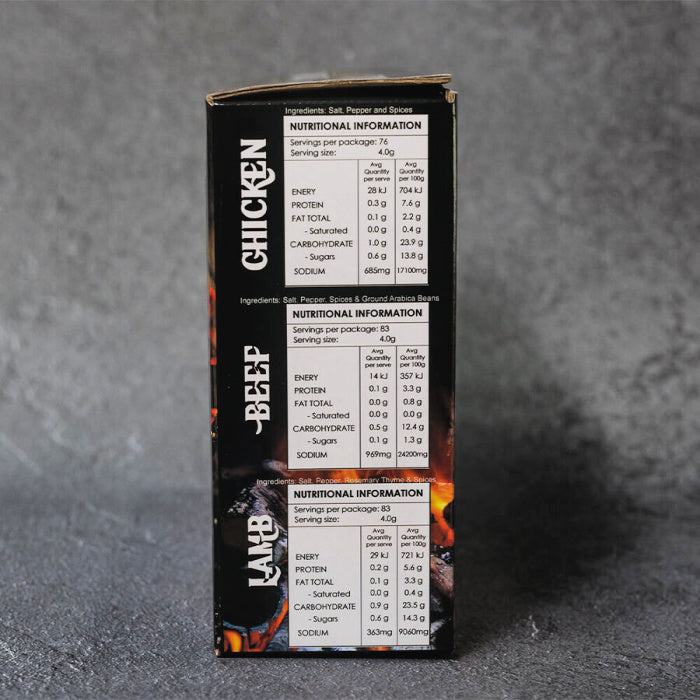 CHICKEN
Ingredients: Salt, Pepper and Spices
NUTRITIONAL INFORMATION
Servings per package: 76
Serving size: 4.0g
Avg Quantity per serve Avg Quantity per 100g
ENERY 28 kJ 704 kJ
PROTEIN 0.3 g 7.6 g
FAT TOTAL 0.1 g 2.2 g
- Saturated 0.0 g 0.4 g
CARBOHYDRATE 1.0 g 23.9 g
- Sugars 0.6 g 13.8 g
SODIUM 685mg 17100mg
BEEF
Ingredients: Salt, Pepper, Spices & Ground Arabica Beans
NUTRITIONAL INFORMATION
Servings per package: 83
Serving size: 4.0g
Avg Quantity per serve Avg Quantity per 100g
ENERY 14 kJ 357 kJ
PROTEIN 0.1 g 3.3 g
FAT TOTAL 0.0 g 0.8 g
- Saturated 0.0 g 0.0 g
CARBOHYDRATE 0.5 g 12.4 g
- Sugars 0.1 g 1.3 g
SODIUM 969mg 24200mg
LAMB
Ingredients: Salt, Pepper, Rosemary Thyme & Spices
NUTRITIONAL INFORMATION
Servings per package: 83
Serving size: 4.0g
Avg Quantity per serve Avg Quantity per 100g
ENERY 29 kJ 721 kJ
PROTEIN 0.2 g 5.6 g
FAT TOTAL 0.1 g 3.3 g
- Saturated 0.0 g 0.4 g
CARBOHYDRATE 0.9 g 23.5 g
- Sugars 0.6 g 14.3 g
SODIUM 363mg 9060mg